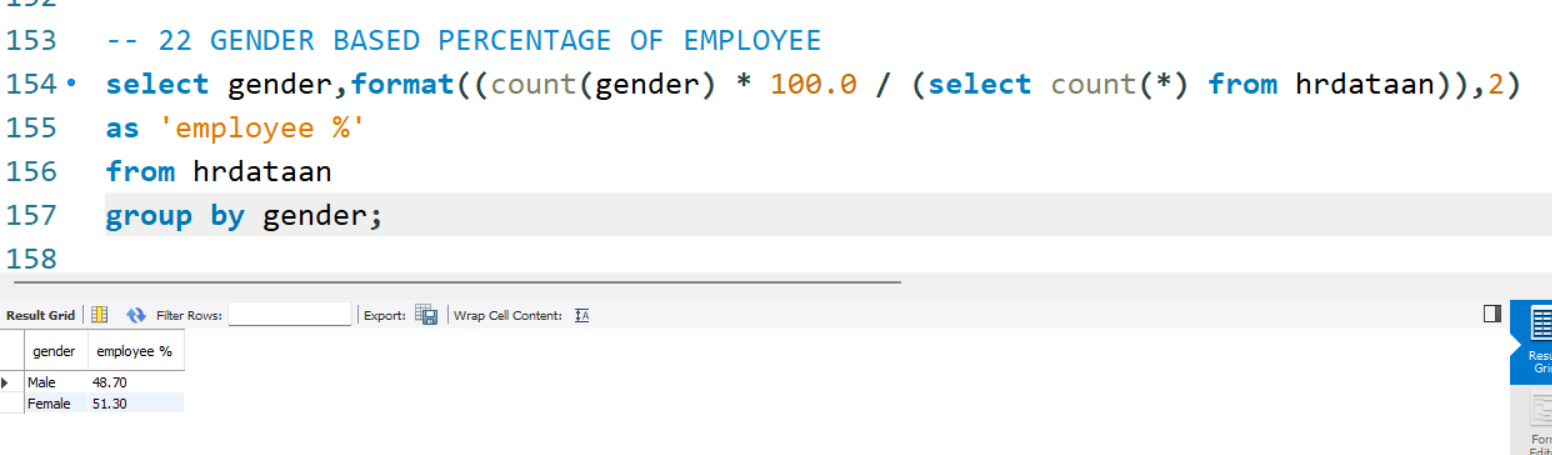 152
153 -- 22 GENDER BASED PERCENTAGE OF EMPLOYEE
154 select gender,format((count(gender) * 100.0 / (select count(*) from hrdataan)),2)
155 as 'employee %'
156 from hrdataan
157 group by gender;
158
Result Grid Filter Rows: Export: Wrap Cell Content: IA
gender employee %
Male 48.70
Female 51.30